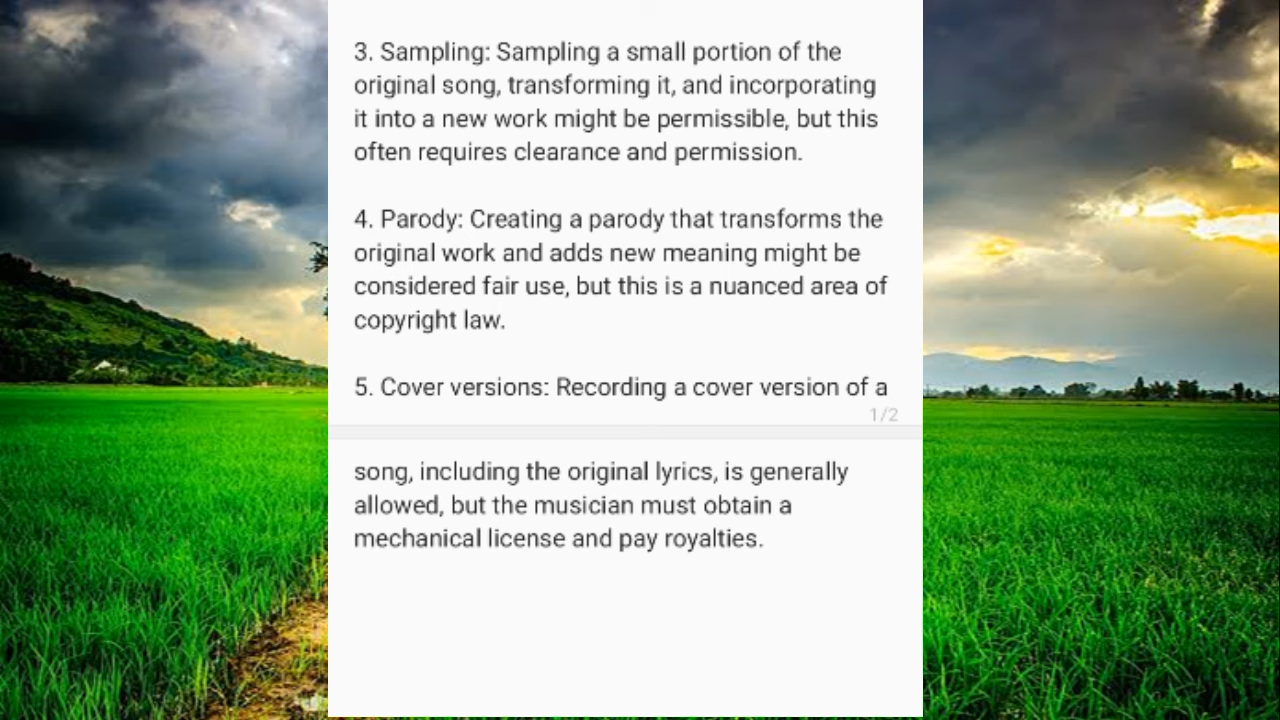 3. Sampling: Sampling a small portion of the
original song, transforming it, and incorporating
it into a new work might be permissible, but this
often requires clearance and permission.
4. Parody: Creating a parody that transforms the
original work and adds new meaning might be
considered fair use, but this is a nuanced area of
copyright law.
5. Cover versions: Recording a cover version of a
1/2
song, including the original lyrics, is generally
allowed, but the musician must obtain a
mechanical license and pay royalties.